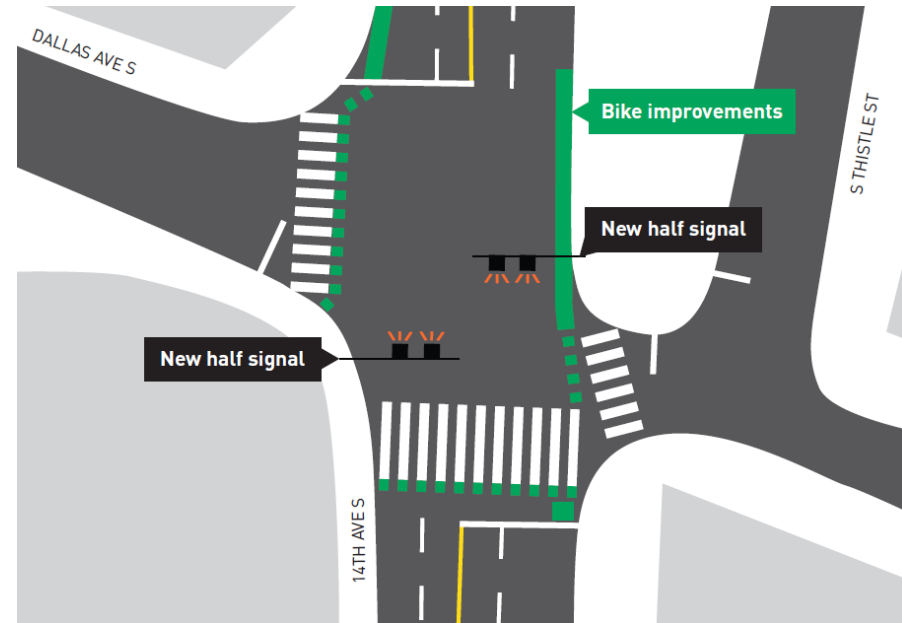 DALLAS AVE S
Bike improvements
S THISTLE ST
New half signal
New half signal
14TH AVE S